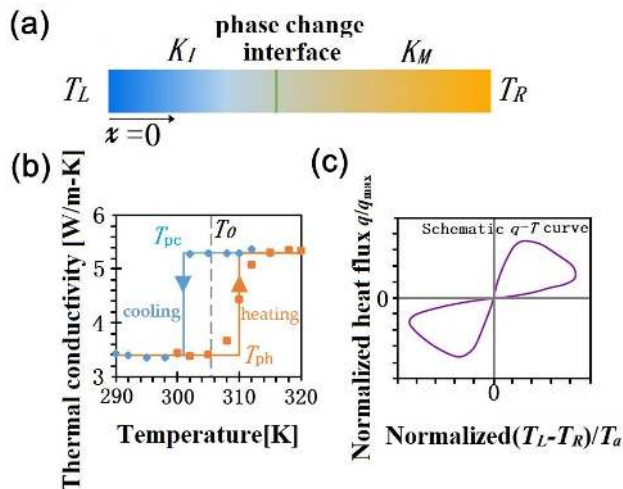 (a)
phase change
interface
K_I
K_M
T_L
T_R
x=0
(b)
Thermal conductivity [W/m-K]
6
5
4
3
T_pc
T_0
cooling
heating
T_ph
290 300 310 320
Temperature[K]
(c)
Normalized heat flux q/q_max
Schematic q-T curve
0
0
Normalized(T_L-T_R)/T_a